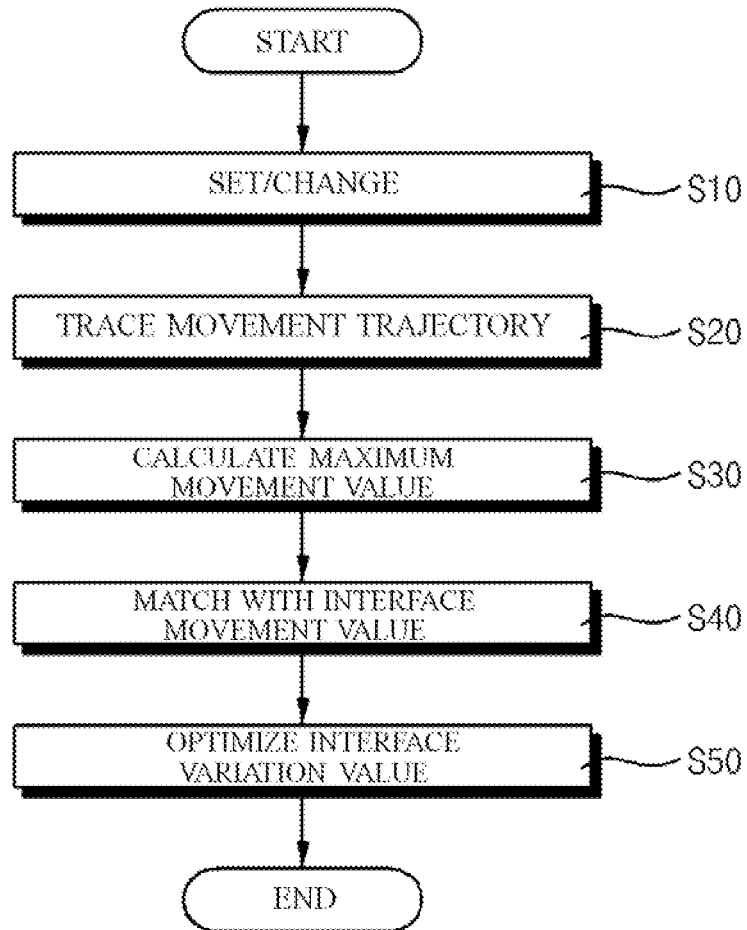 START
SET/CHANGE
S10
TRACE MOVEMENT TRAJECTORY
S20
CALCULATE MAXIMUM
MOVEMENT VALUE
S30
MATCH WITH INTERFACE
MOVEMENT VALUE
S40
OPTIMIZE INTERFACE
VARIATION VALUE
S50
END